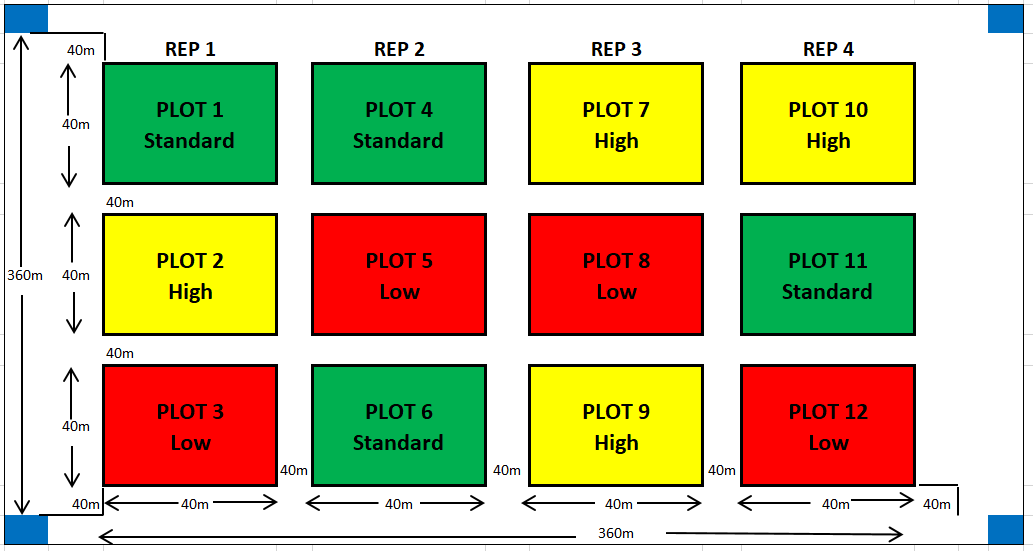 REP 1 REP 2 REP 3 REP 4
40m
PLOT 1
Standard
PLOT 4
Standard
PLOT 7
High
PLOT 10
High
40m
40m
PLOT 2
High
PLOT 5
Low
PLOT 8
Low
PLOT 11
Standard
360m
40m
40m
PLOT 3
Low
PLOT 6
Standard
PLOT 9
High
PLOT 12
Low
40m
40m
40m
40m
40m
40m
40m
40m
40m
40m
360m